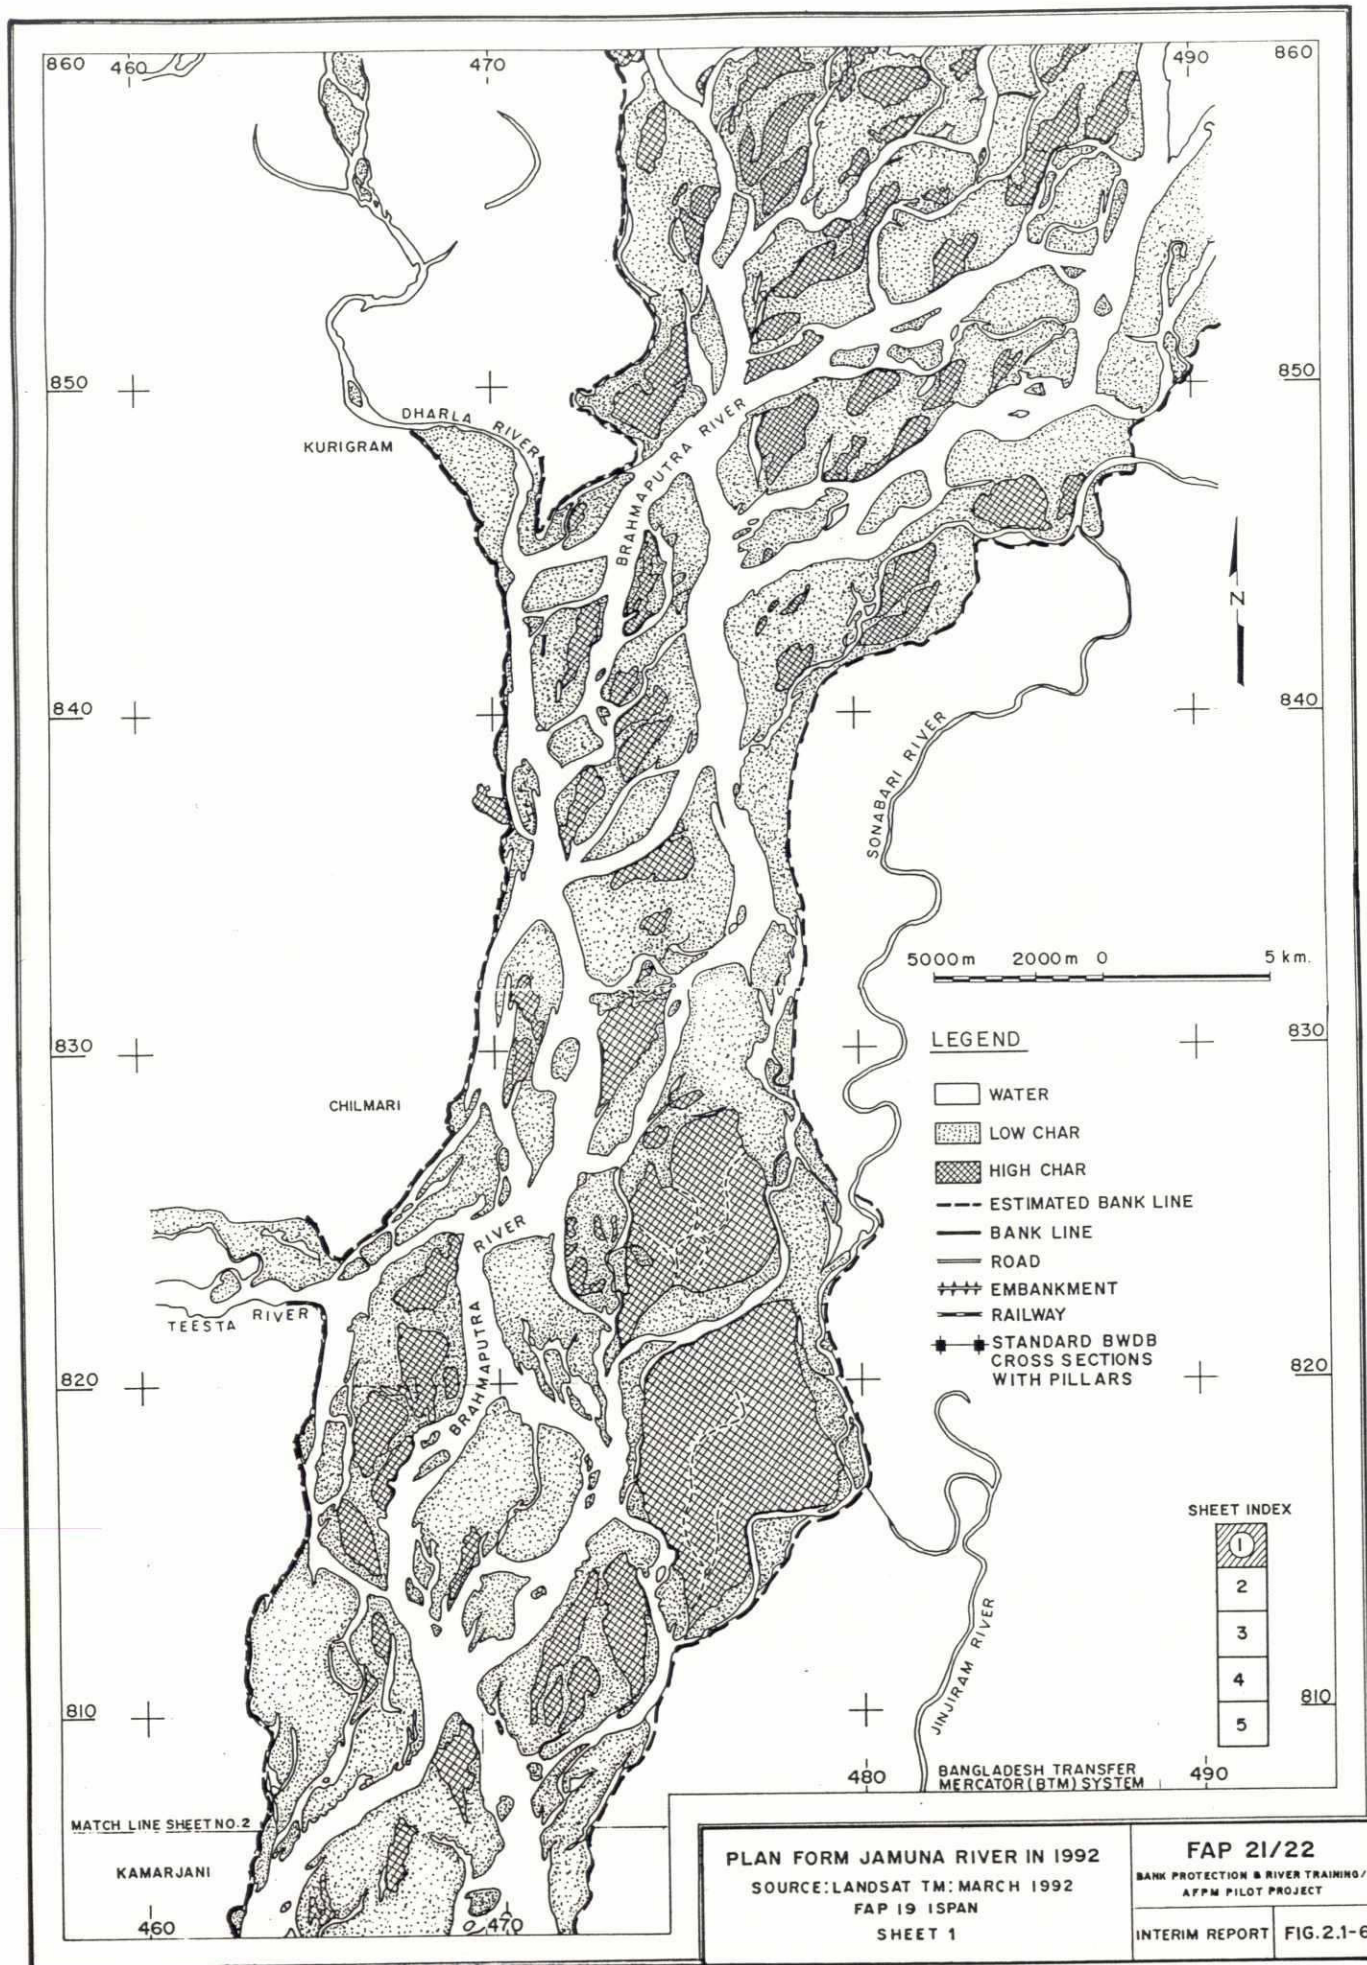 860 460 470 490 860
850 850
DHARLA RIVER
KURIGRAM
BRAHMAPUTRA RIVER
N
840 840
SONABARI RIVER
5000m 2000m 0 5 km.
830 830
LEGEND
WATER
LOW CHAR
HIGH CHAR
ESTIMATED BANK LINE
BANK LINE
ROAD
EMBANKMENT
RAILWAY
STANDARD BWDB
CROSS SECTIONS
WITH PILLARS
CHILMARI
BRAHMAPUTRA RIVER
TEESTA RIVER
820 820
SHEET INDEX
1
2
3
4
5
JINJIRAM RIVER
810 810
480 490
BANGLADESH TRANSFER
MERCATOR (BTM) SYSTEM
MATCH LINE SHEET NO.2
KAMARJANI
460 470
PLAN FORM JAMUNA RIVER IN 1992
SOURCE: LANDSAT TM: MARCH 1992
FAP 19 ISPAN
SHEET 1
FAP 21/22
BANK PROTECTION & RIVER TRAINING/
AFPM PILOT PROJECT
INTERIM REPORT FIG.2.1-6